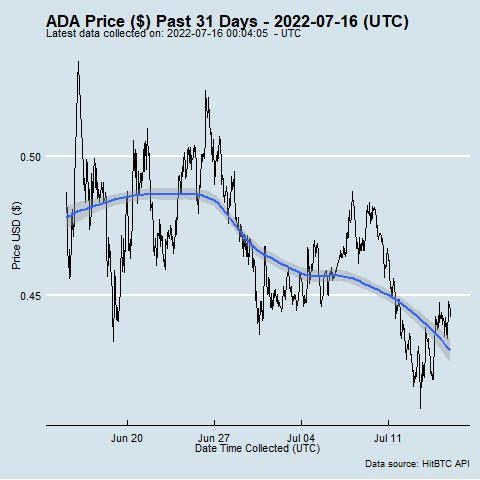 ADA Price ($) Past 31 Days - 2022-07-16 (UTC)
Latest data collected on: 2022-07-16 00:04:05 - UTC
0.50
0.45
Price USD ($)
Jun 20
Jun 27
Jul 04
Jul 11
Date Time Collected (UTC)
Data source: HitBTC API